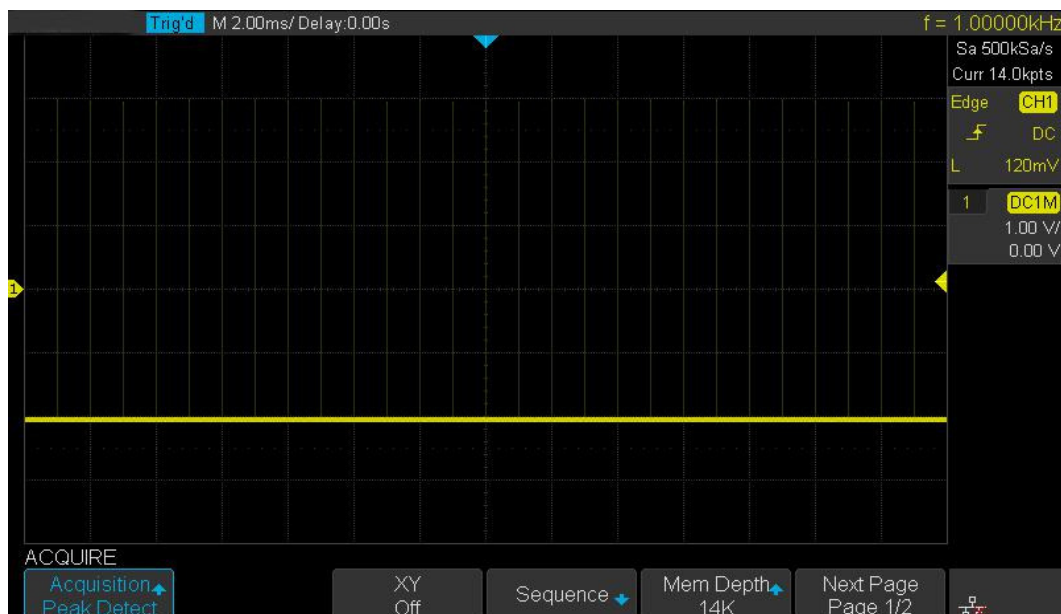 Trig'd M 2.00ms/ Delay:0.00s f = 1.00000kHz
Sa 500kSa/s
Curr 14.0kpts
Edge CH1
DC
L 120mV
1 DC1M
1.00 V/
0.00 V
1
ACQUIRE
Acquisition
Peak Detect
XY
Off
Sequence
Mem Depth
14K
Next Page
Page 1/2